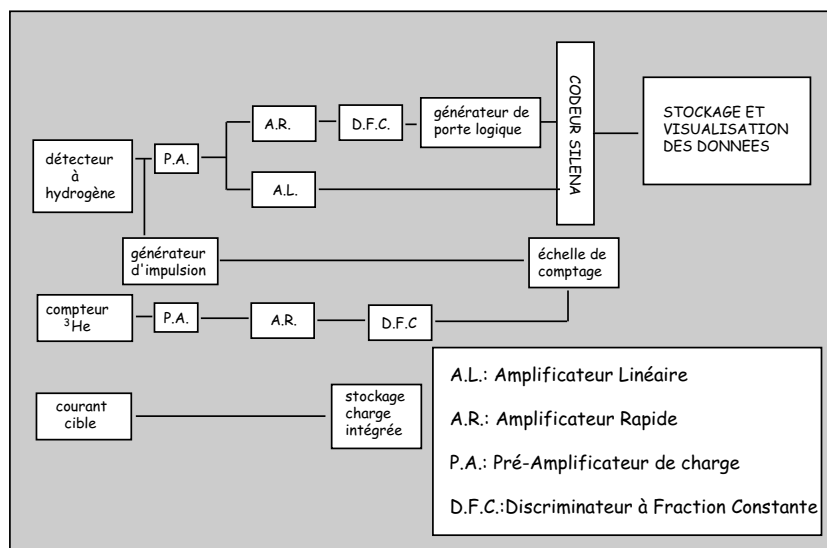 détecteur
à
hydrogène
P.A.
A.R.
D.F.C.
générateur de
porte logique
A.L.
CODEUR SILENA
STOCKAGE ET
VISUALISATION
DES DONNEES
générateur
d'impulsion
échelle de
comptage
compteur
³He
P.A.
A.R.
D.F.C
courant
cible
stockage
charge
intégrée
A.L.: Amplificateur Linéaire
A.R.: Amplificateur Rapide
P.A.: Pré-Amplificateur de charge
D.F.C.:Discriminateur à Fraction Constante